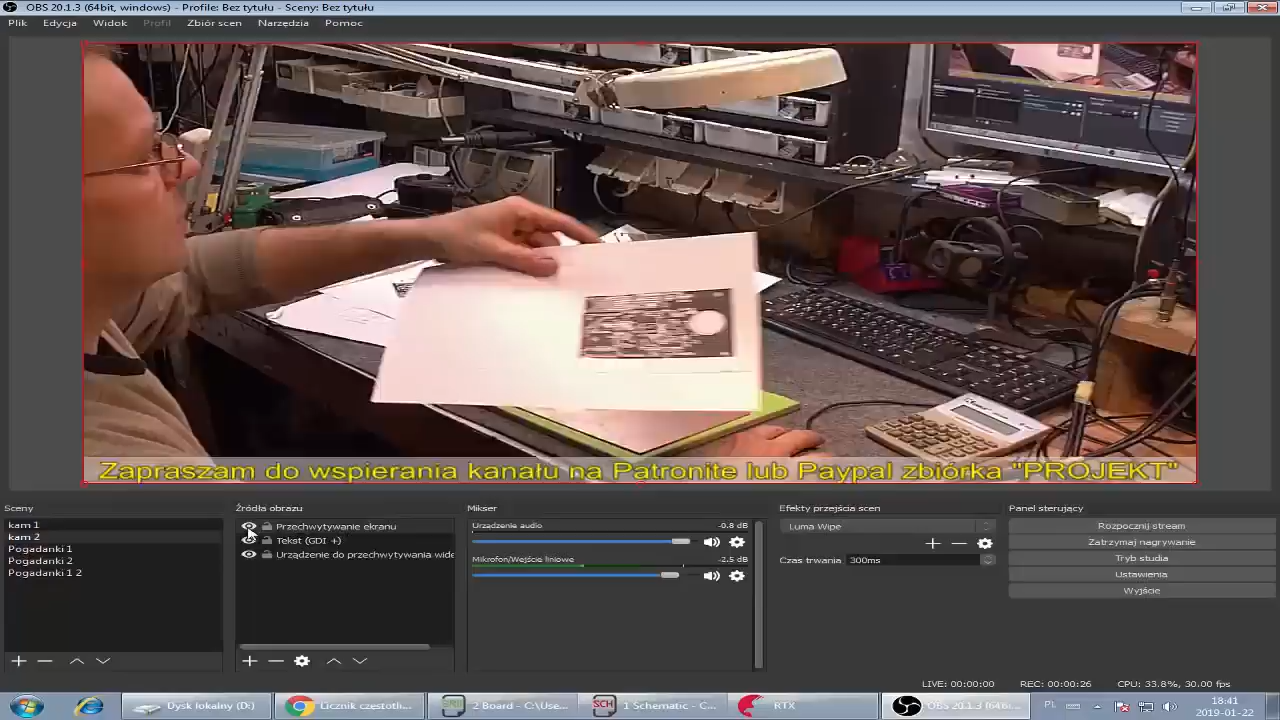 OBS 20.1.3 (64bit, windows) - Profile: Bez tytułu - Sceny: Bez tytułu
Plik Edycja Widok Profil Zbiór scen Narzędzia Pomoc
Zapraszam do wspierania kanału na Patronite lub Paypal zbiórka "PROJEKT"
Sceny
kam 1
kam 2
Pogadanki 1
Pogadanki 2
Pogadanki 1 2
Źródła obrazu
Przechwytywanie ekranu
Tekst (GDI +)
Urządzenie do przechwytywania wide
Mikser
Urządzenie audio -0.8 dB
Mikrofon/Wejście liniowe -2.5 dB
Efekty przejścia scen
Luma Wipe
Czas trwania 300ms
Panel sterujący
Rozpocznij stream
Zatrzymaj nagrywanie
Tryb studia
Ustawienia
Wyjście
LIVE: 00:00:00 REC: 00:00:26 CPU: 33.8%, 30.00 fps
Dysk lokalny (D:) Licznik częstotli... 2 Board - C:\Use... 1 Schematic - C... RTX OBS 20.1.3 (64bi... PL 18:41
2019-01-22